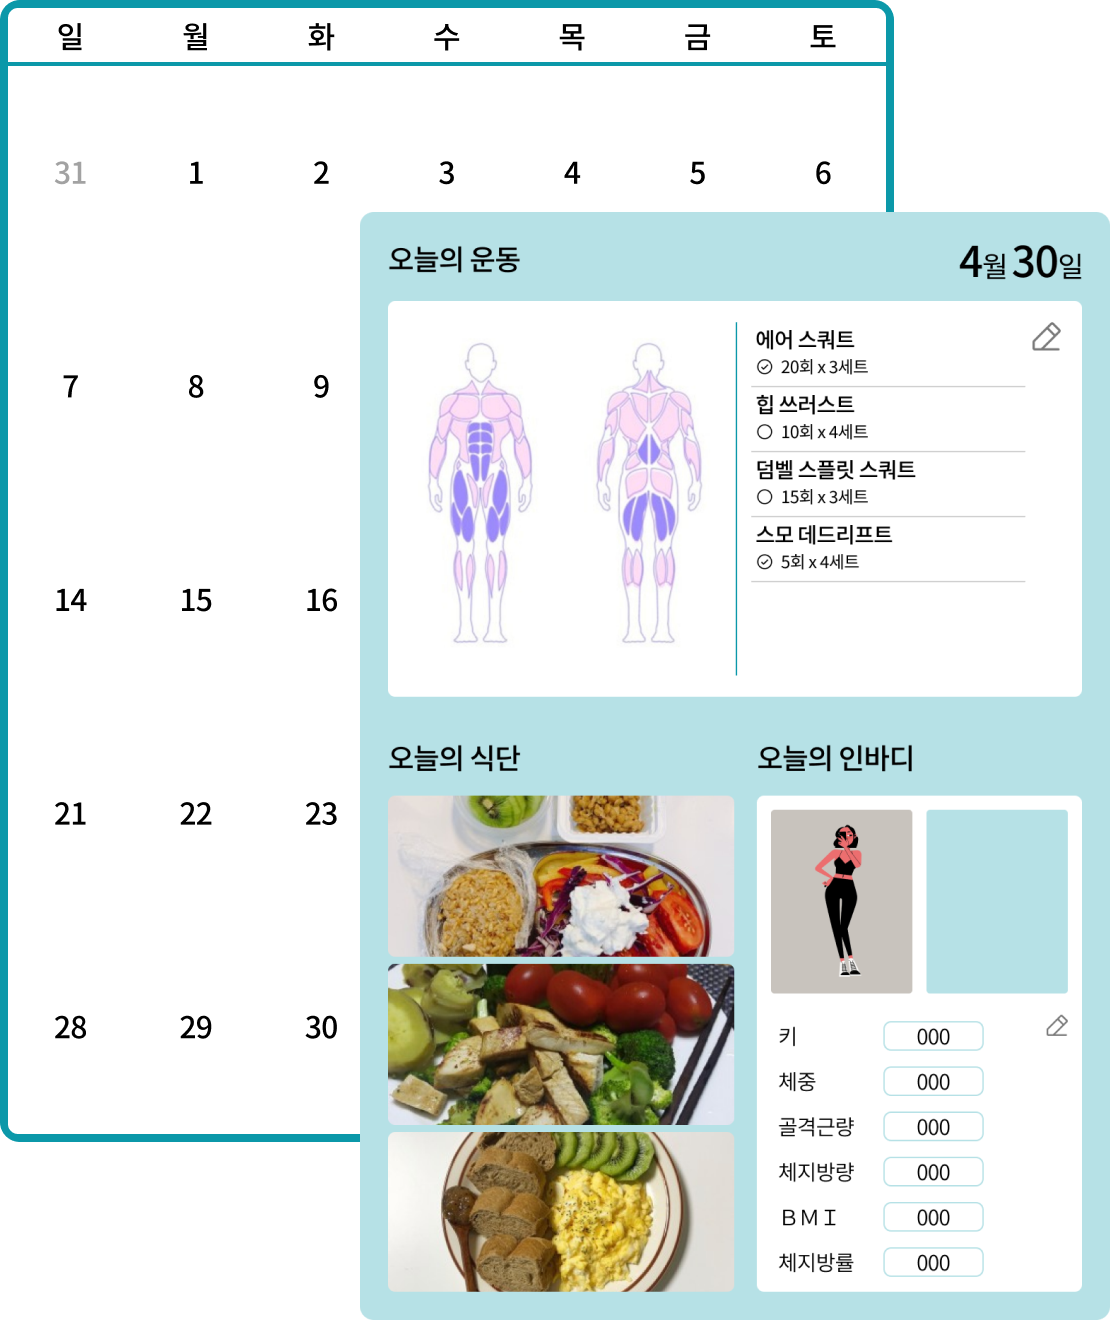 일 월 화 수 목 금 토
31 1 2 3 4 5 6
7 8 9
14 15 16
21 22 23
28 29 30
오늘의 운동
4월 30일
에어 스쿼트
20회 x 3세트
힙 쓰러스트
10회 x 4세트
덤벨 스플릿 스쿼트
15회 x 3세트
스모 데드리프트
5회 x 4세트
오늘의 식단
오늘의 인바디
키 000
체중 000
골격근량 000
체지방량 000
BMI 000
체지방률 000